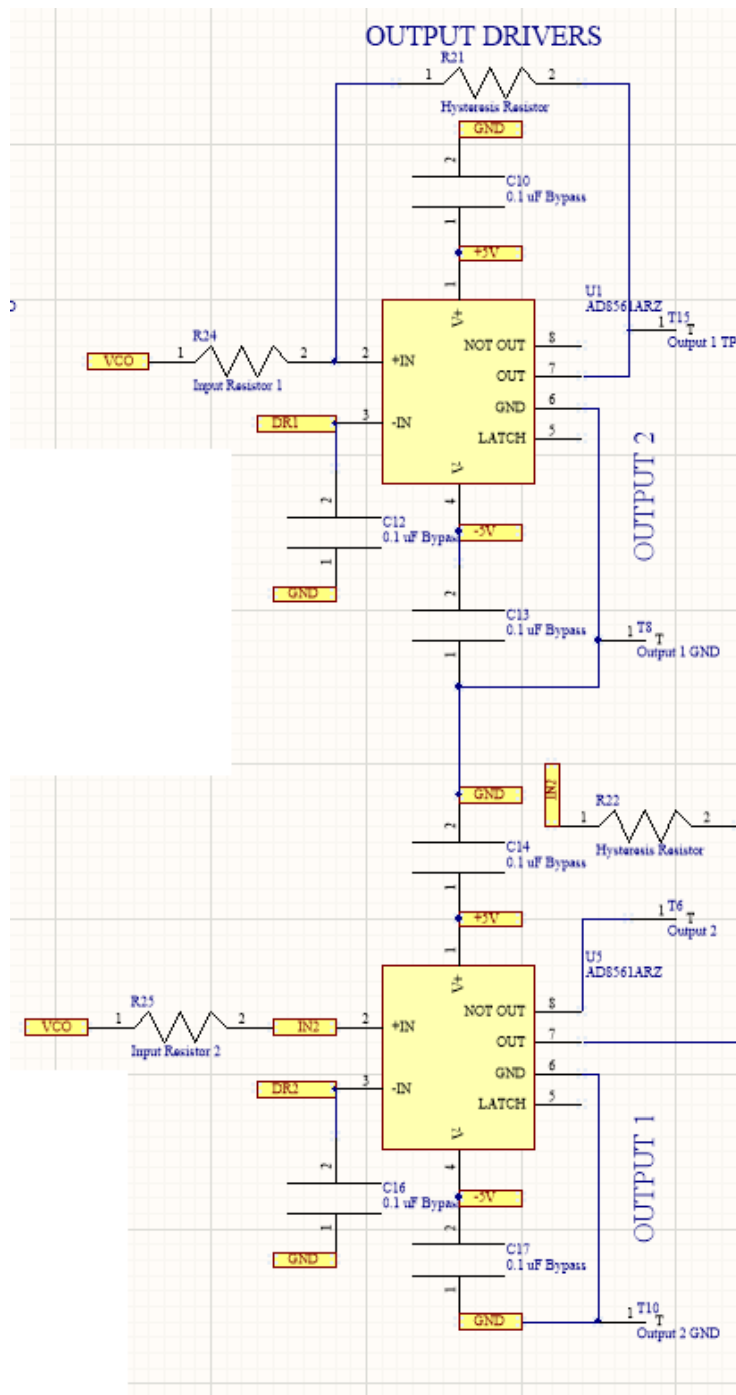 OUTPUT DRIVERS
R21
1 2
Hysteresis Resistor
GND
2
C10
0.1 uF Bypass
1
+5V
1
U1
AD8561ARZ
V+
R24
VCO 1 2
Input Resistor 1
2 +IN
NOT OUT 8
OUT 7
GND 6
LATCH 5
1 T15
T
Output 1 TP
DR1 3 -IN
V-
4
-5V
2
C12
0.1 uF Bypass
1
GND
OUTPUT 2
2
C13
0.1 uF Bypass
1
1 T8
T
Output 1 GND
GND
2
C14
0.1 uF Bypass
1
+5V
1
IN2
R22
1 2
Hysteresis Resistor
1 T6
T
Output 2
U5
AD8561ARZ
V+
R25
VCO 1 2 IN2 2 +IN
Input Resistor 2
NOT OUT 8
OUT 7
GND 6
LATCH 5
DR2 3 -IN
V-
4
-5V
2
C16
0.1 uF Bypass
1
GND
OUTPUT 1
2
C17
0.1 uF Bypass
1
GND
1 T10
T
Output 2 GND